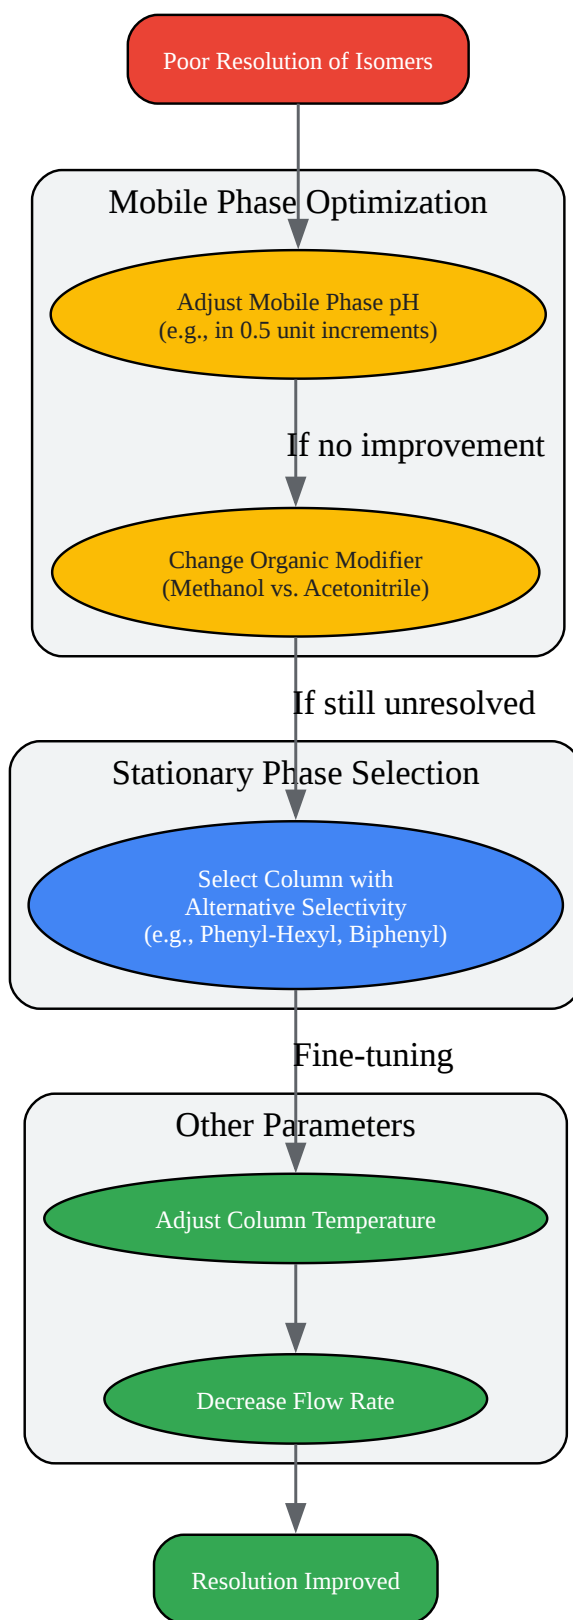 Poor Resolution of Isomers
Mobile Phase Optimization
Adjust Mobile Phase pH
(e.g., in 0.5 unit increments)
If no improvement
Change Organic Modifier
(Methanol vs. Acetonitrile)
If still unresolved
Stationary Phase Selection
Select Column with
Alternative Selectivity
(e.g., Phenyl-Hexyl, Biphenyl)
Fine-tuning
Other Parameters
Adjust Column Temperature
Decrease Flow Rate
Resolution Improved